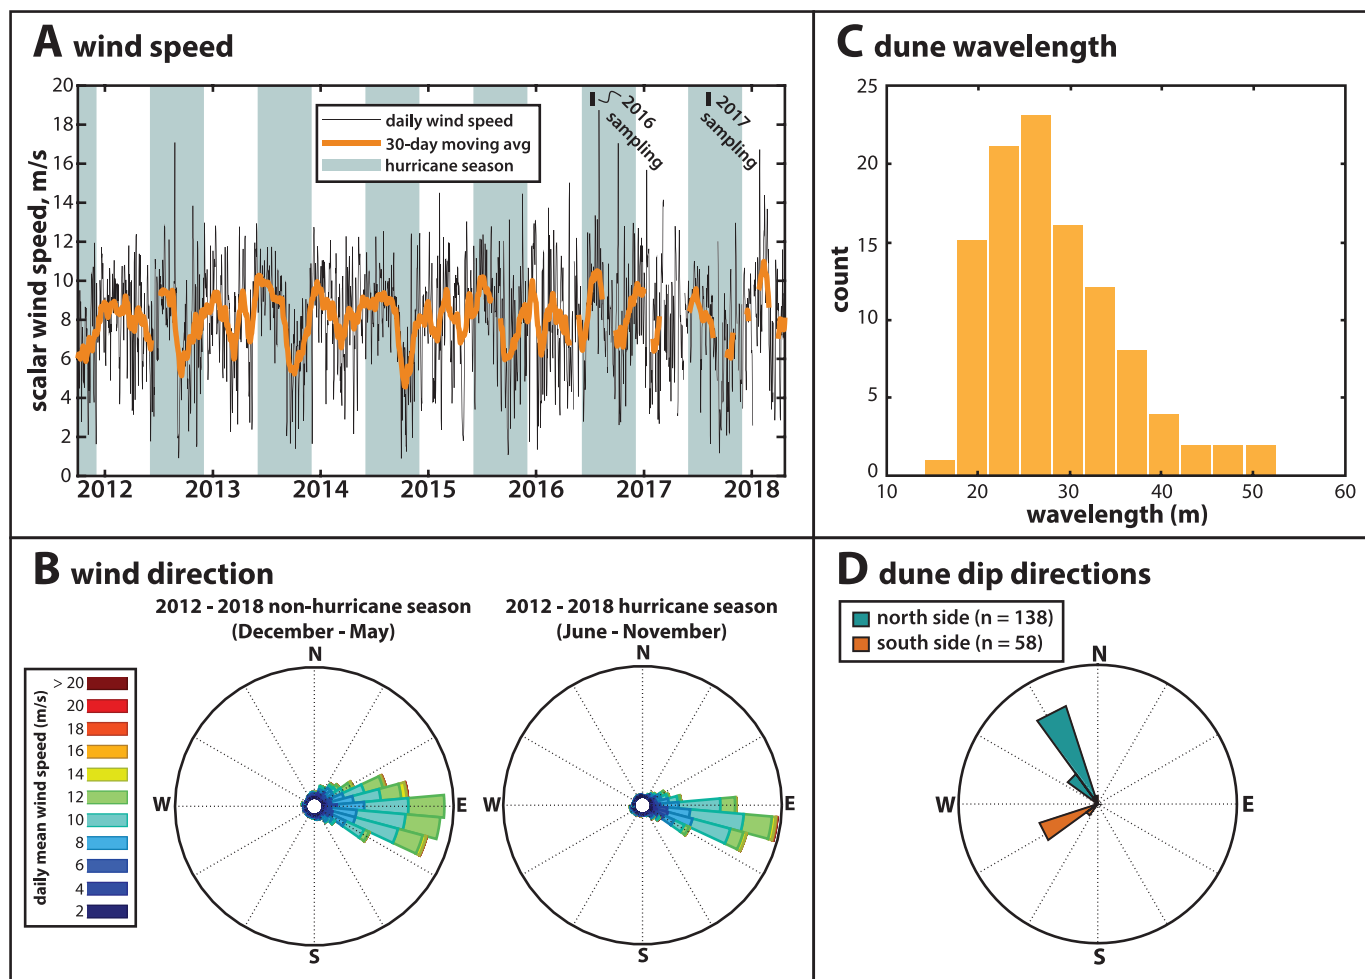 A wind speed
20
18
16
14
12
10
8
6
4
2
0
scalar wind speed, m/s
daily wind speed
30-day moving avg
hurricane season
2016
sampling
2017
sampling
2012
2013
2014
2015
2016
2017
2018
C dune wavelength
25
20
15
10
5
0
count
10
20
30
40
50
60
wavelength (m)
B wind direction
2012 - 2018 non-hurricane season
(December - May)
2012 - 2018 hurricane season
(June - November)
daily mean wind speed (m/s)
> 20
20
18
16
14
12
10
8
6
4
2
N
W
E
S
N
W
E
S
D dune dip directions
north side (n = 138)
south side (n = 58)
N
W
E
S